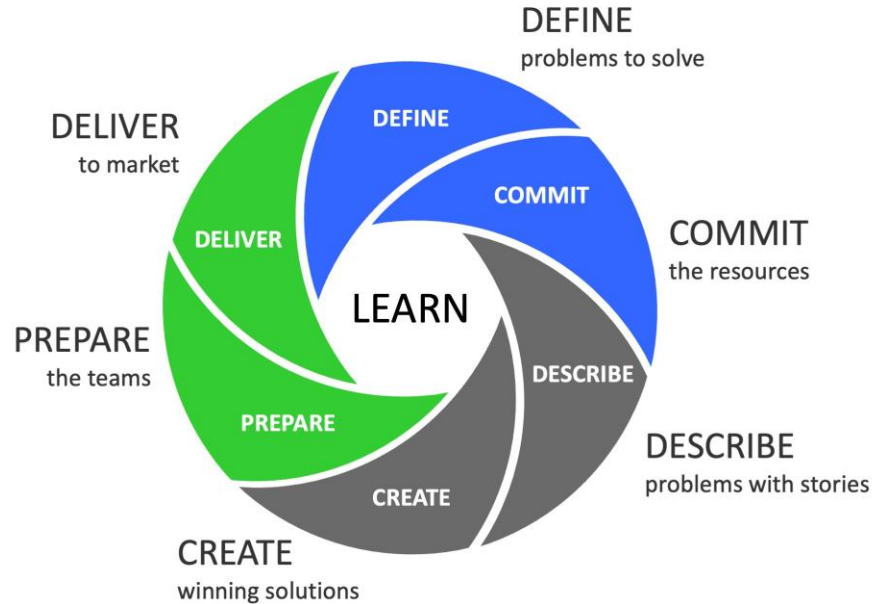 DEFINE
problems to solve
DEFINE
COMMIT
COMMIT
the resources
DESCRIBE
DESCRIBE
problems with stories
CREATE
CREATE
winning solutions
PREPARE
PREPARE
the teams
DELIVER
DELIVER
to market
LEARN